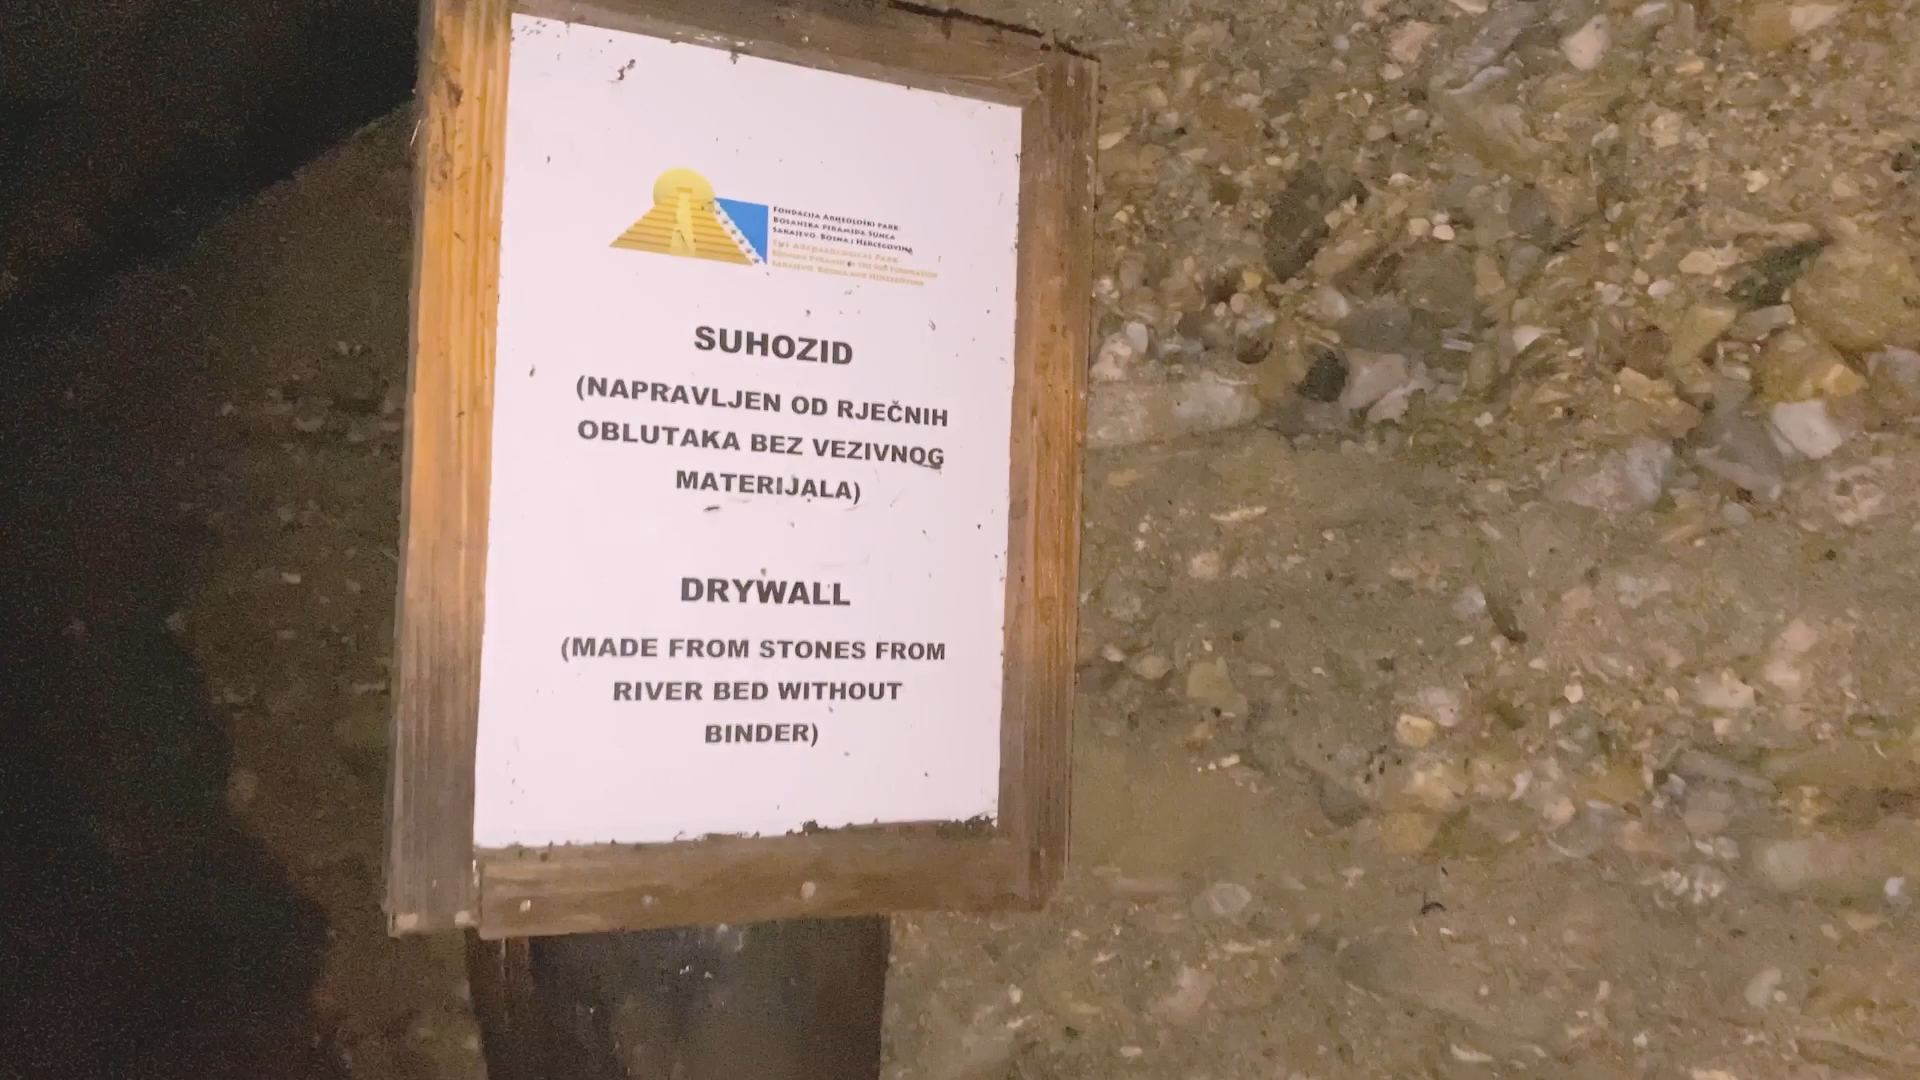 FONDACIJA ARHEOLOŠKI PARK:
BOSANSKA PIRAMIDA SUNCA
SARAJEVO, BOSNA I HERCEGOVINA
THE ARCHAEOLOGICAL PARK:
BOSNIAN PYRAMID OF THE SUN FOUNDATION
SARAJEVO, BOSNIA AND HERZEGOVINA
SUHOZID
(NAPRAVLJEN OD RJEČNIH
OBLUTAKA BEZ VEZIVNOG
MATERIJALA)
DRYWALL
(MADE FROM STONES FROM
RIVER BED WITHOUT
BINDER)